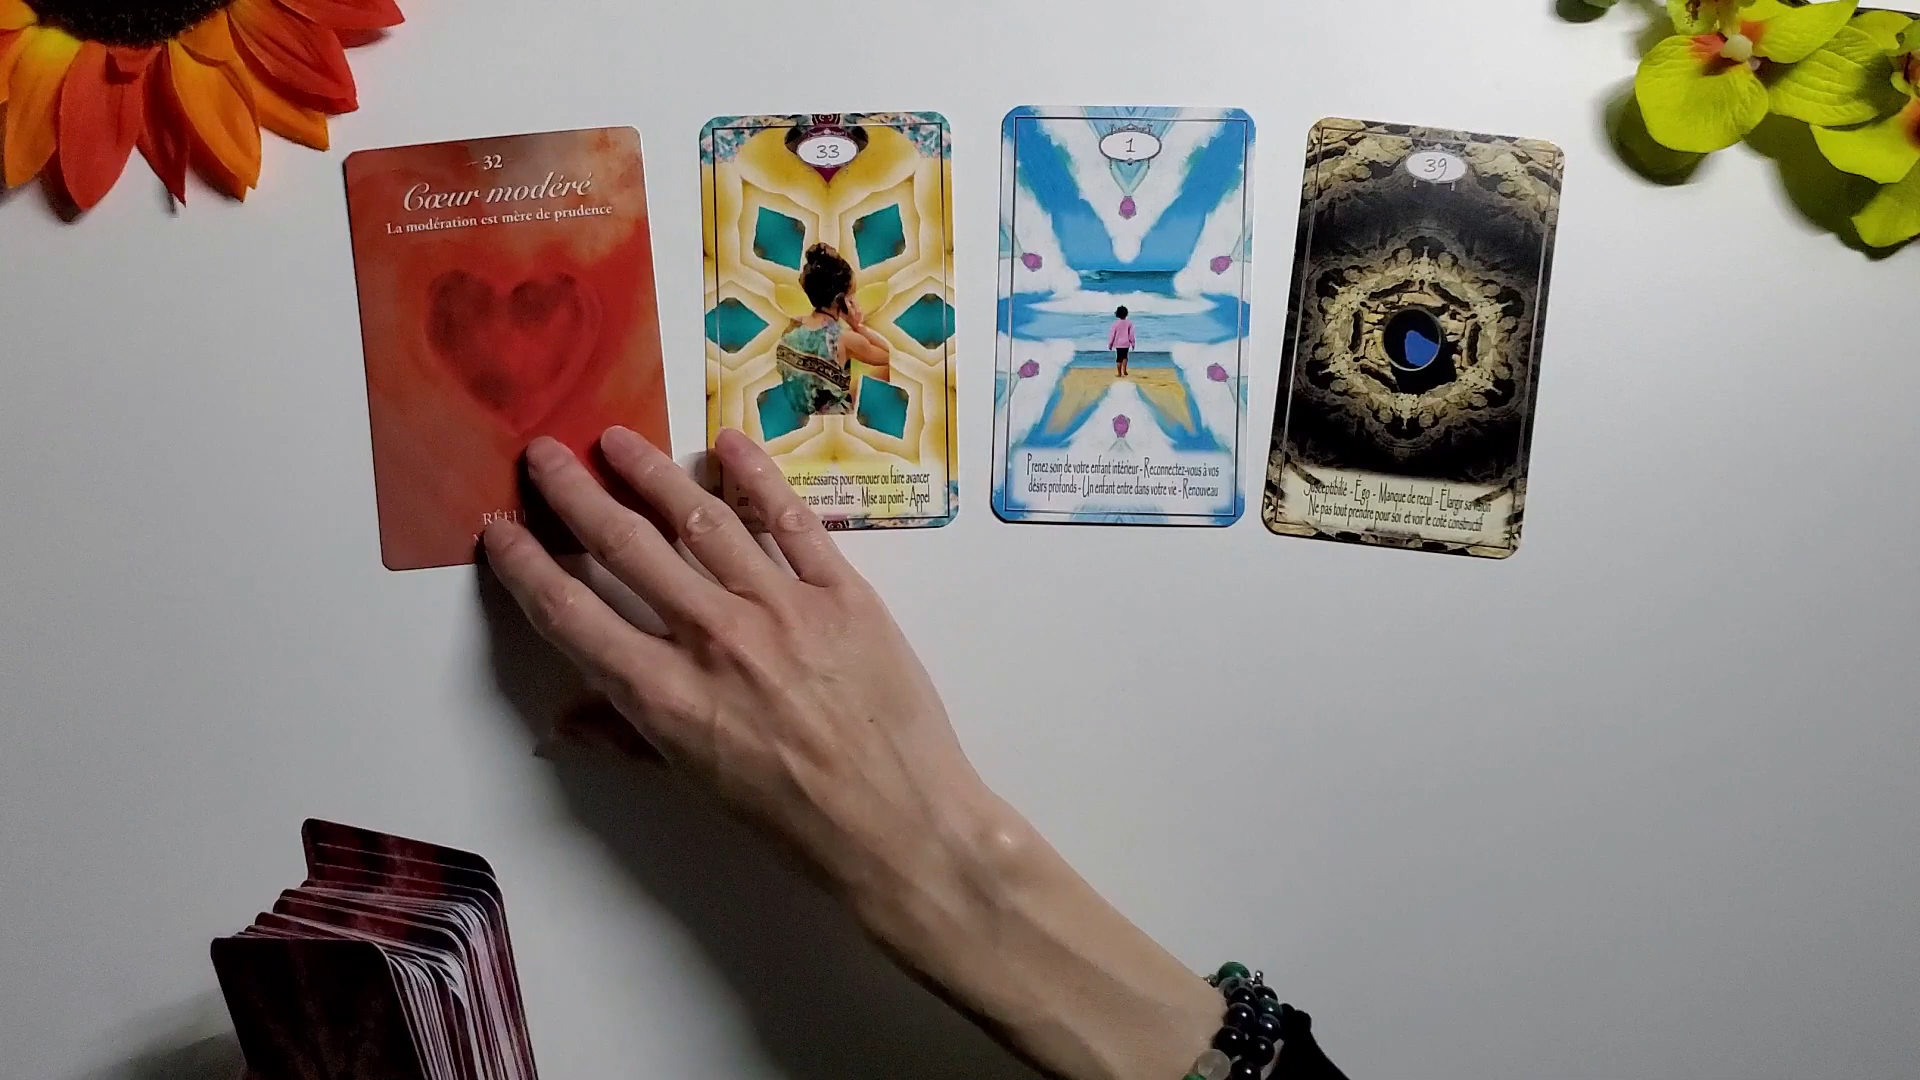 32
Cœur modéré
La modération est mère de prudence
33
sont nécessaires pour renouer ou faire avancer
pas vers l'autre - Mise au point - Appel
1
Prenez soin de votre enfant intérieur - Reconnectez-vous à vos
désirs profonds - Un enfant entre dans votre vie - Renouveau
39
Susceptibilité - Égo - Manque de recul - Élargir sa vision
Ne pas tout prendre pour soi et voir le coté constructif